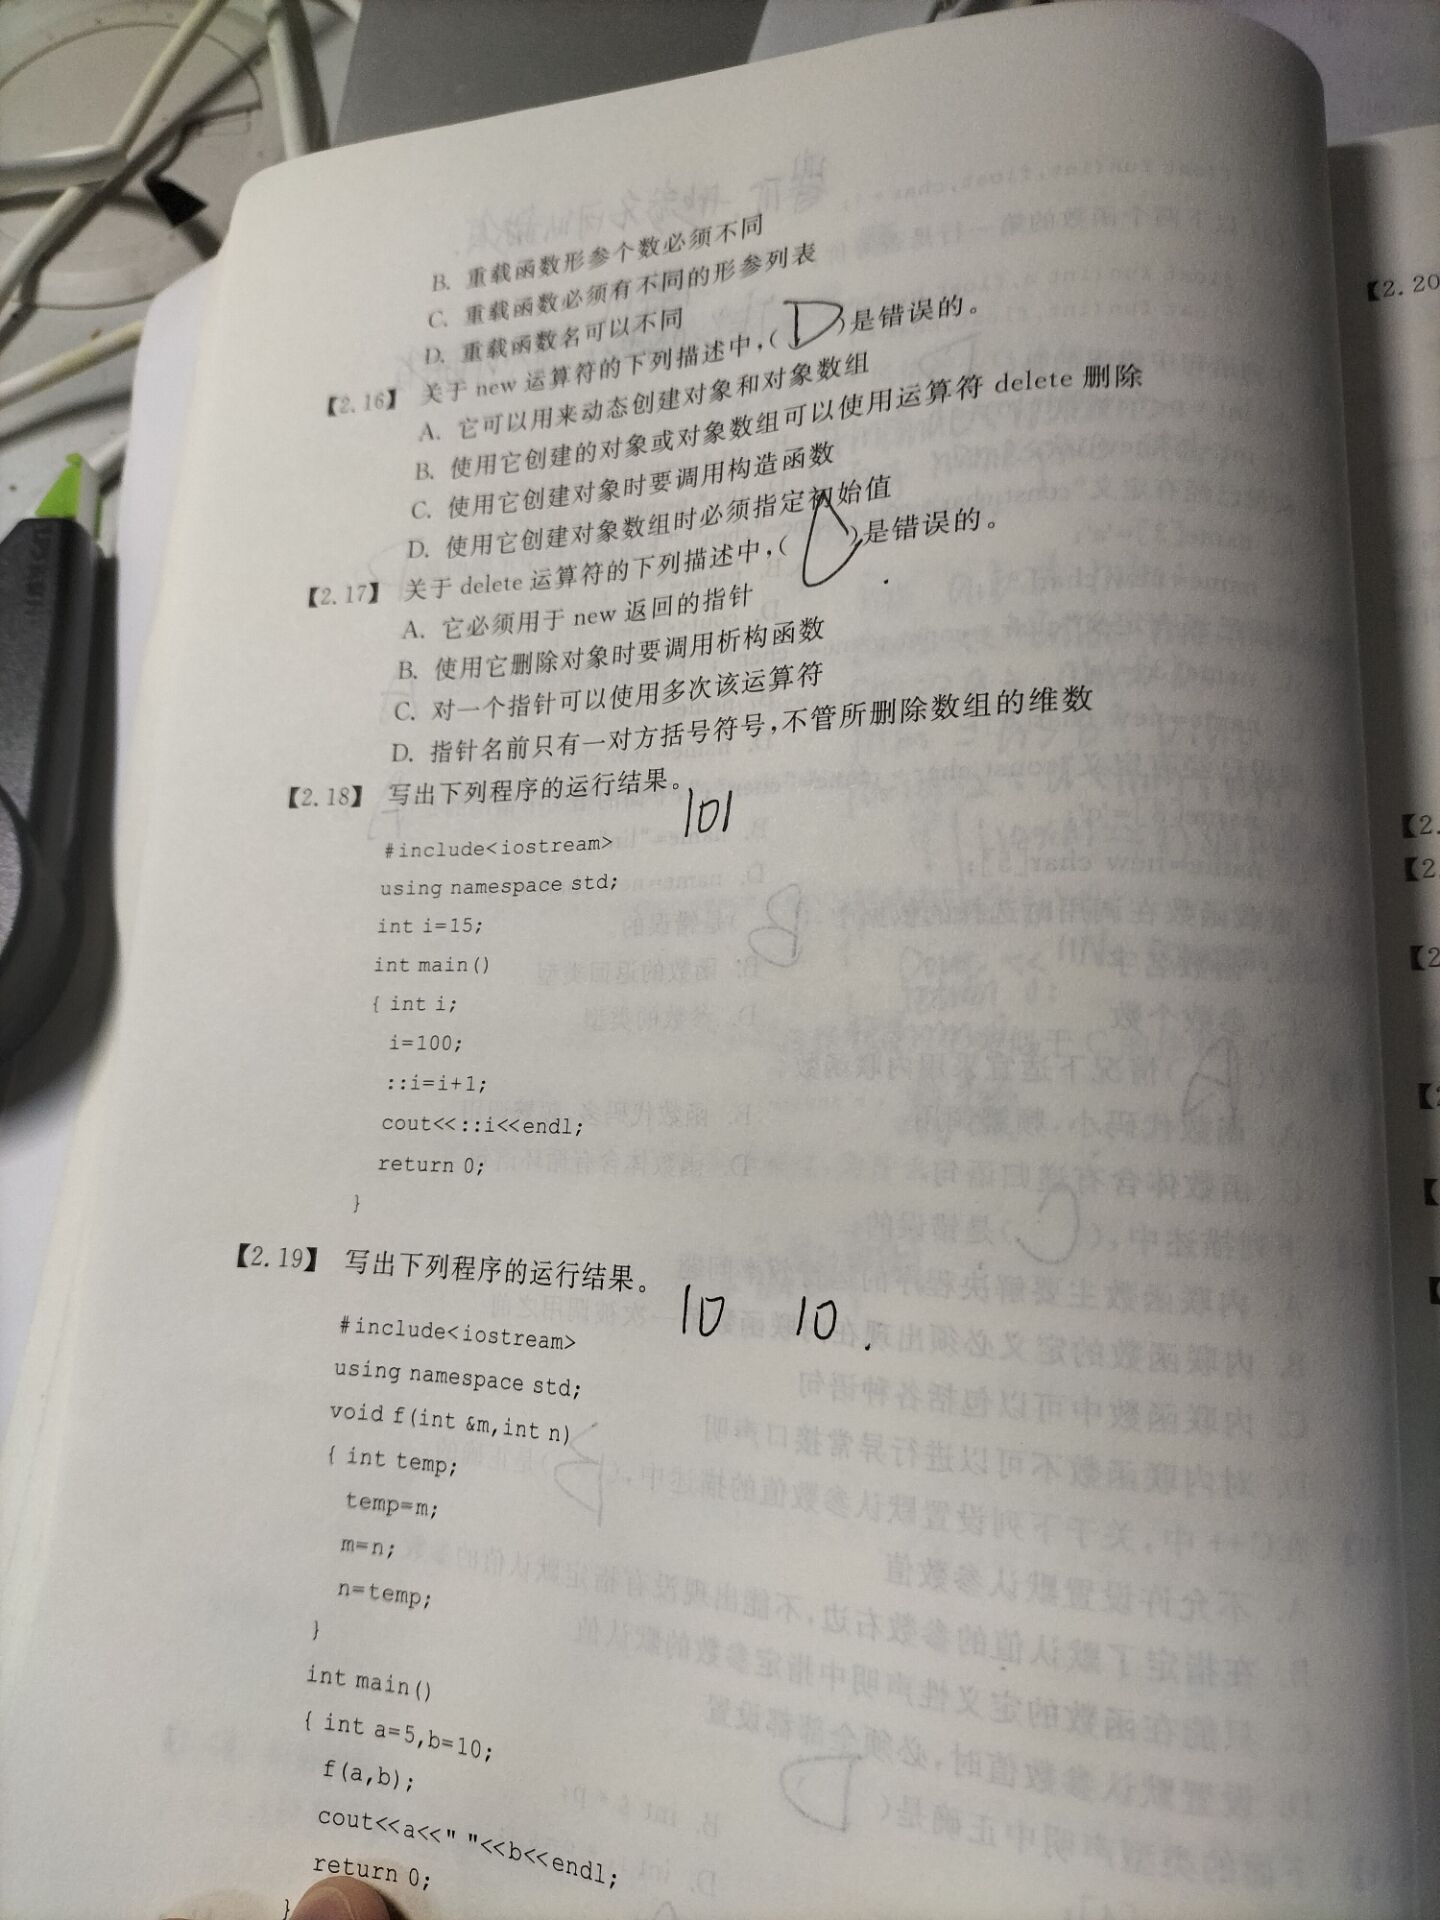 B. 重载函数形参个数必须不同
C. 重载函数必须有不同的形参列表
D. 重载函数名可以不同
【2.16】 关于 new 运算符的下列描述中,( D )是错误的。
A. 它可以用来动态创建对象和对象数组
B. 使用它创建的对象或对象数组可以使用运算符 delete 删除
C. 使用它创建对象时要调用构造函数
D. 使用它创建对象数组时必须指定初始值
【2.17】 关于 delete 运算符的下列描述中,( )是错误的。
A. 它必须用于 new 返回的指针
B. 使用它删除对象时要调用析构函数
C. 对一个指针可以使用多次该运算符
D. 指针名前只有一对方括号符号,不管所删除数组的维数
【2.18】 写出下列程序的运行结果。
101
#include<iostream>
using namespace std;
int i=15;
int main()
{ int i;
i=100;
::i=i+1;
cout<<::i<<endl;
return 0;
}
【2.19】 写出下列程序的运行结果。
10 10
#include<iostream>
using namespace std;
void f(int &m,int n)
{ int temp;
temp=m;
m=n;
n=temp;
}
int main()
{ int a=5,b=10;
f(a,b);
cout<<a<<" "<<b<<endl;
return 0;
}
【2.20
【2.
【2.
【2